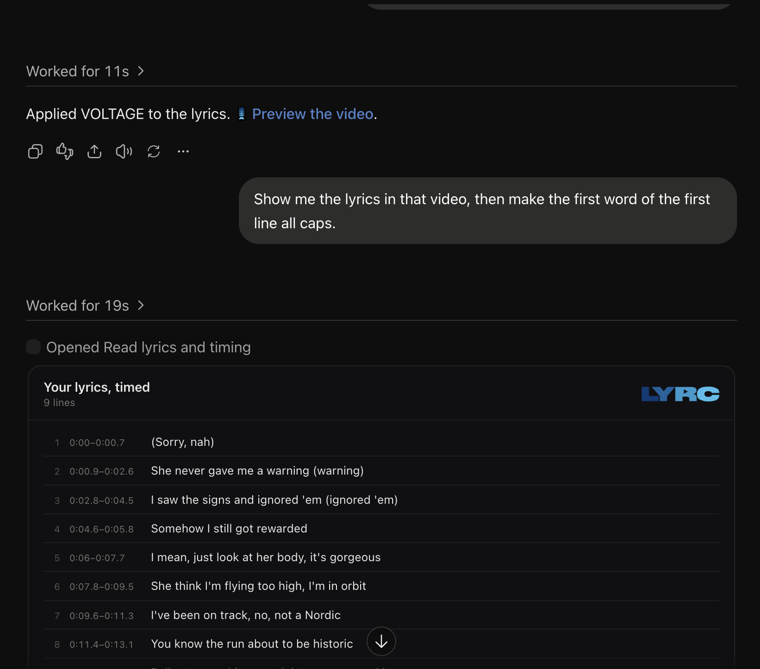 Worked for 11s
Applied VOLTAGE to the lyrics. Preview the video.
Show me the lyrics in that video, then make the first word of the first
line all caps.
Worked for 19s
Opened Read lyrics and timing
Your lyrics, timed
9 lines
LYRC
1 0:00–0:00.7 (Sorry, nah)
2 0:00.9–0:02.6 She never gave me a warning (warning)
3 0:02.8–0:04.5 I saw the signs and ignored 'em (ignored 'em)
4 0:04.6–0:05.8 Somehow I still got rewarded
5 0:06–0:07.7 I mean, just look at her body, it's gorgeous
6 0:07.8–0:09.5 She think I'm flying too high, I'm in orbit
7 0:09.6–0:11.3 I've been on track, no, not a Nordic
8 0:11.4–0:13.1 You know the run about to be historic